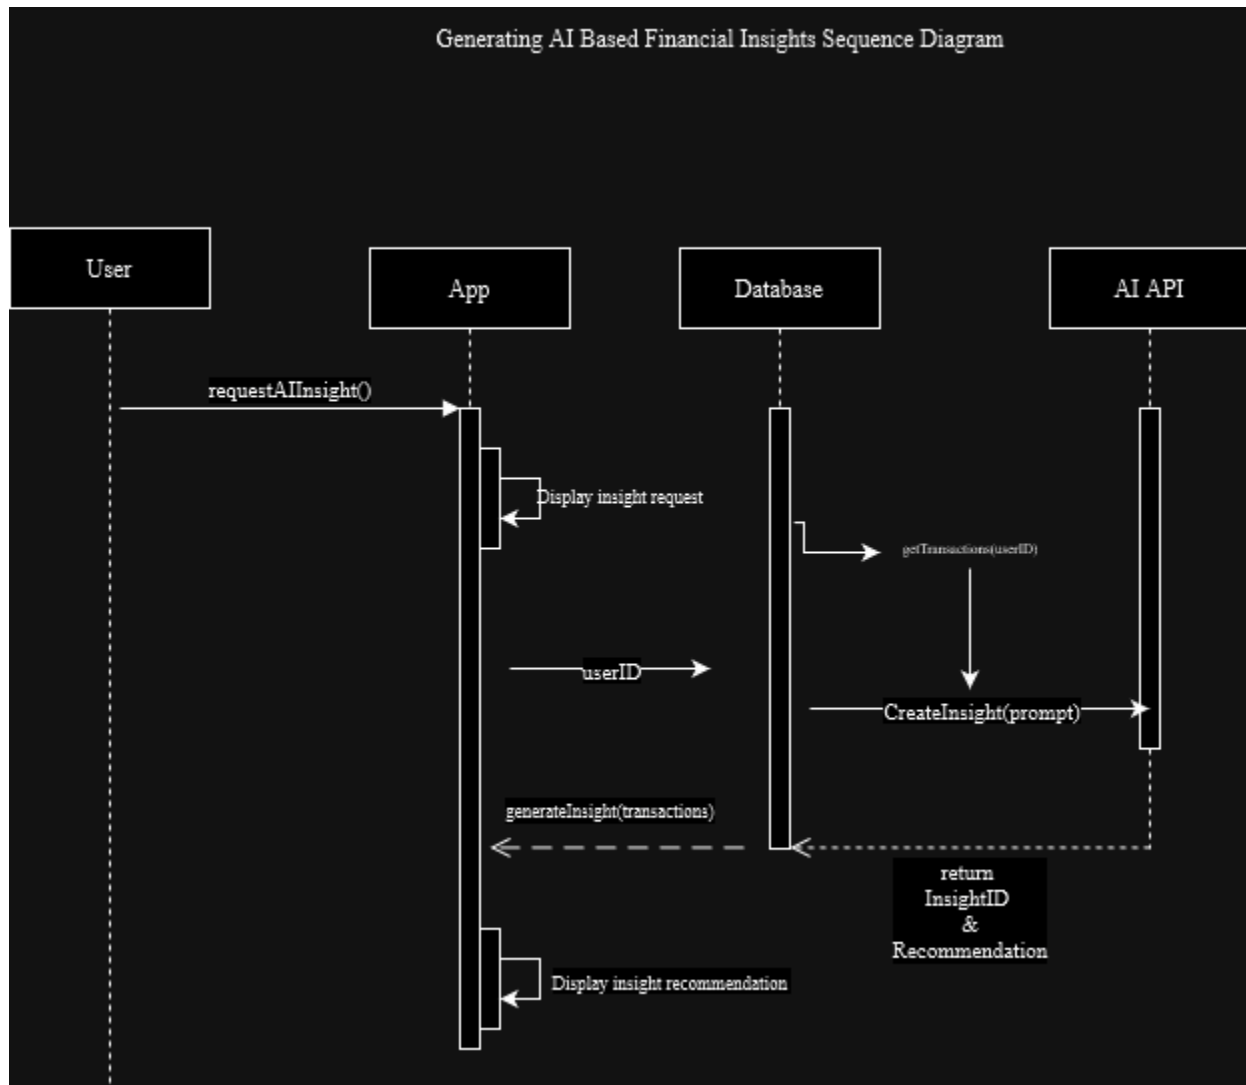 Generating AI Based Financial Insights Sequence Diagram
User
App
Database
AI API
requestAIInsight()
Display insight request
getTransactions(userID)
userID
CreateInsight(prompt)
generateInsight(transactions)
return
InsightID
&
Recommendation
Display insight recommendation